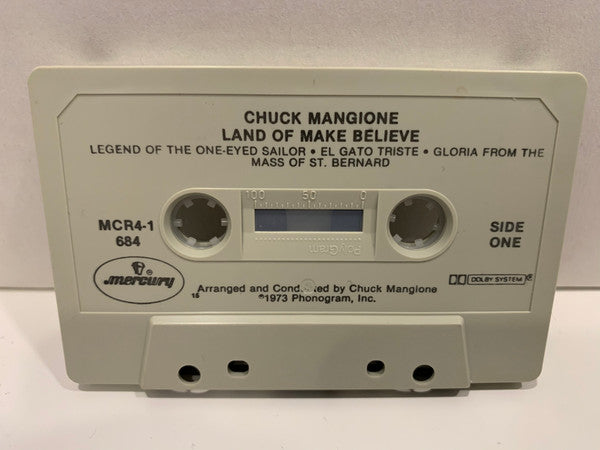 CHUCK MANGIONE
LAND OF MAKE BELIEVE
LEGEND OF THE ONE-EYED SAILOR • EL GATO TRISTE • GLORIA FROM THE
MASS OF ST. BERNARD
100 50 0
MCR4-1
684
PolyGram
SIDE
ONE
mercury ®
DOLBY SYSTEM ®
15
Arranged and Conducted by Chuck Mangione
℗1973 Phonogram, Inc.